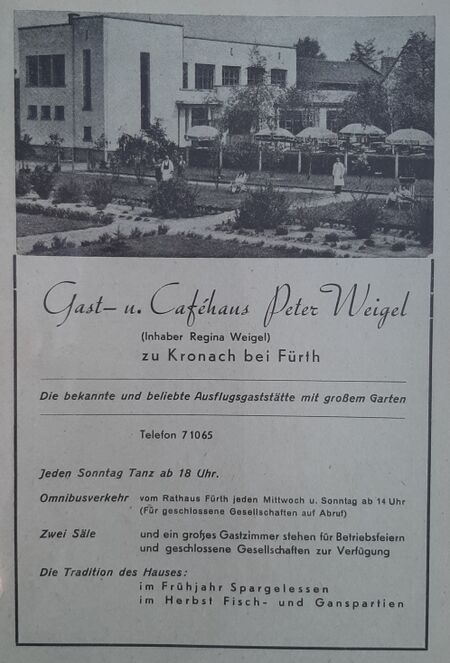 Gast- u. Caféhaus Peter Weigel
(Inhaber Regina Weigel)
zu Kronach bei Fürth
Die bekannte und beliebte Ausflugsgaststätte mit großem Garten
Telefon 71065
Jeden Sonntag Tanz ab 18 Uhr.
Omnibusverkehr vom Rathaus Fürth jeden Mittwoch u. Sonntag ab 14 Uhr
(Für geschlossene Gesellschaften auf Abruf)
Zwei Säle und ein großes Gastzimmer stehen für Betriebsfeiern
und geschlossene Gesellschaften zur Verfügung
Die Tradition des Hauses:
im Frühjahr Spargelessen
im Herbst Fisch- und Ganspartien